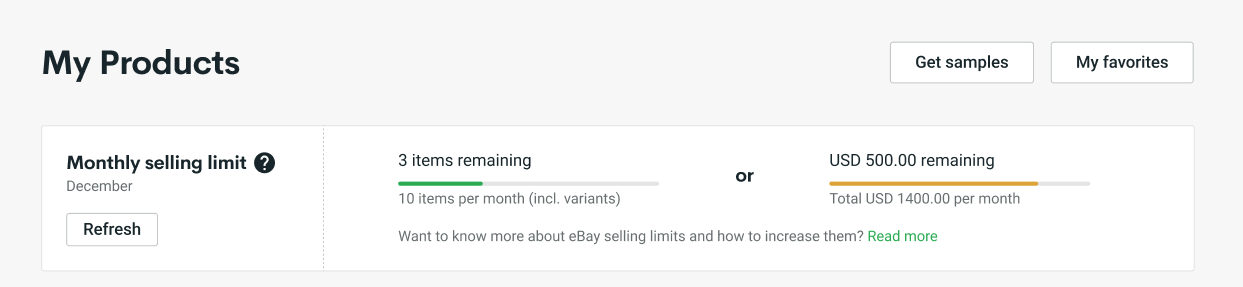 My Products
Get samples
My favorites
Monthly selling limit ?
December
Refresh
3 items remaining
10 items per month (incl. variants)
or
USD 500.00 remaining
Total USD 1400.00 per month
Want to know more about eBay selling limits and how to increase them? Read more